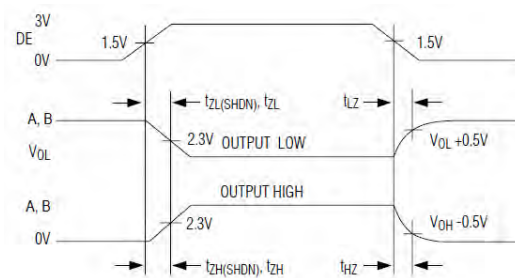 3V
DE
1.5V
1.5V
0V
tZL(SHDN), tZL
tLZ
A, B
2.3V
OUTPUT LOW
VOL +0.5V
VOL
OUTPUT HIGH
A, B
2.3V
VOH -0.5V
0V
tZH(SHDN), tZH
tHZ